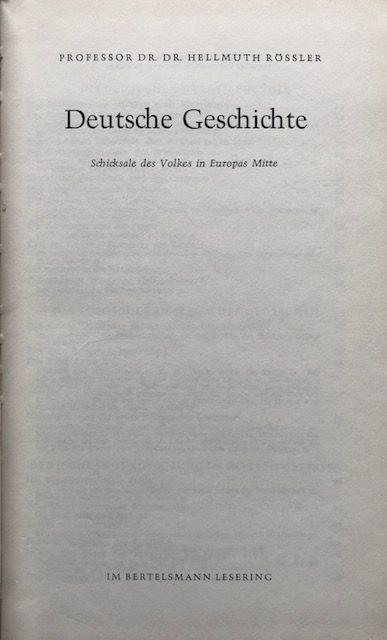 PROFESSOR DR. DR. HELLMUTH RÖSSLER
Deutsche Geschichte
Schicksale des Volkes in Europas Mitte
IM BERTELSMANN LESERING